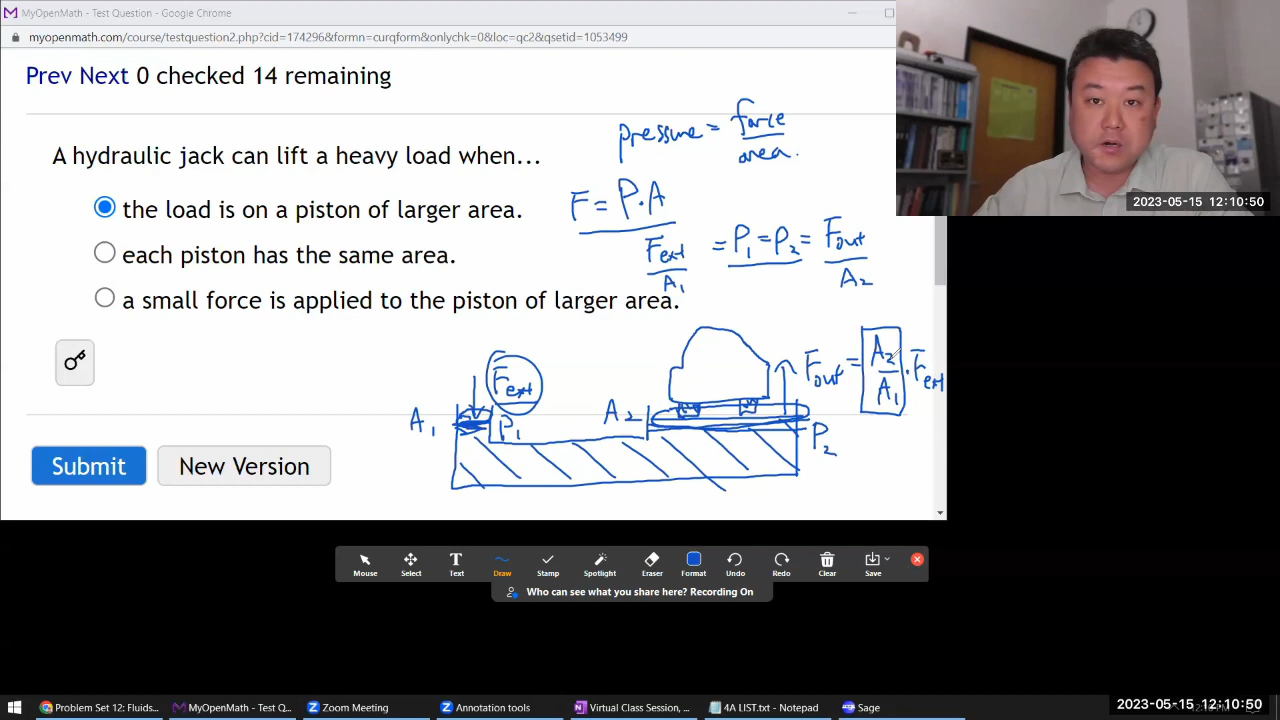 MyOpenMath - Test Question - Google Chrome
myopenmath.com/course/testquestion2.php?cid=174296&formn=curqform&onlychk=0&loc=qc2&qsetid=1053499
Prev Next 0 checked 14 remaining
pressure = force / area.
A hydraulic jack can lift a heavy load when...
the load is on a piston of larger area.
F = P·A
each piston has the same area.
Fext / A1 = P1 = P2 = Fout / A2
a small force is applied to the piston of larger area.
Fext
Fout = A2 / A1 · Fext
A1
P1
A2
P2
Submit
New Version
2023-05-15 12:10:50
Mouse
Select
Text
Draw
Stamp
Spotlight
Eraser
Format
Undo
Redo
Clear
Save
Who can see what you share here? Recording On
Problem Set 12: Fluids...
MyOpenMath - Test Q...
Zoom Meeting
Annotation tools
Virtual Class Session, ...
4A LIST.txt - Notepad
Sage
2023-05-15 12:10:50